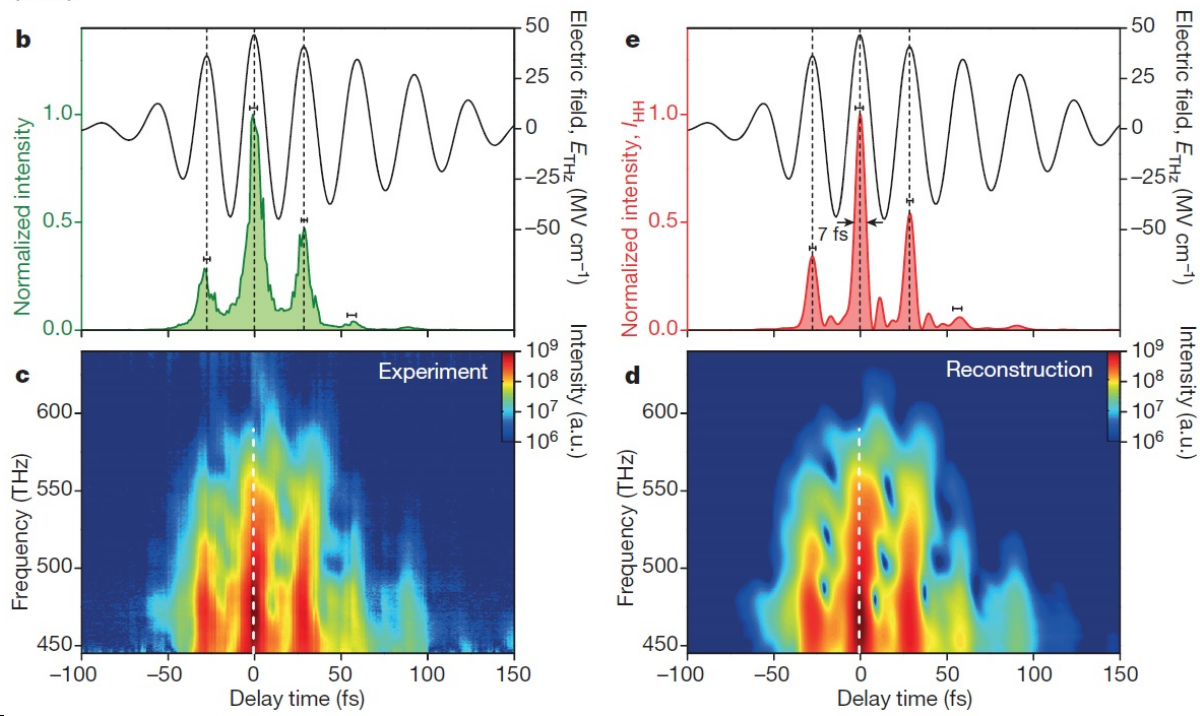 b
Normalized intensity
1.0
0.5
0.0
50
25
0
−25
−50
Electric field, E_THz (MV cm⁻¹)
c
Experiment
Frequency (THz)
600
550
500
450
−100
−50
0
50
100
150
Delay time (fs)
10⁹
10⁸
10⁷
10⁶
Intensity (a.u.)
e
Normalized intensity, I_HH
1.0
0.5
0.0
7 fs
50
25
0
−25
−50
Electric field, E_THz (MV cm⁻¹)
d
Reconstruction
Frequency (THz)
600
550
500
450
−100
−50
0
50
100
150
Delay time (fs)
10⁹
10⁸
10⁷
10⁶
Intensity (a.u.)